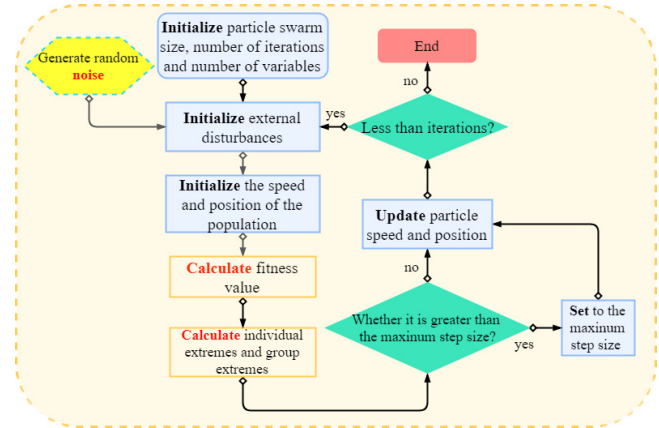 Generate random
noise
Initialize particle swarm
size, number of iterations
and number of variables
Initialize external
disturbances
Initialize the speed
and position of the
population
Calculate fitness
value
Calculate individual
extremes and group
extremes
Whether it is greater than
the maxinum step size?
yes
Set to the
maxinum
step size
no
Update particle
speed and position
Less than iterations?
yes
no
End